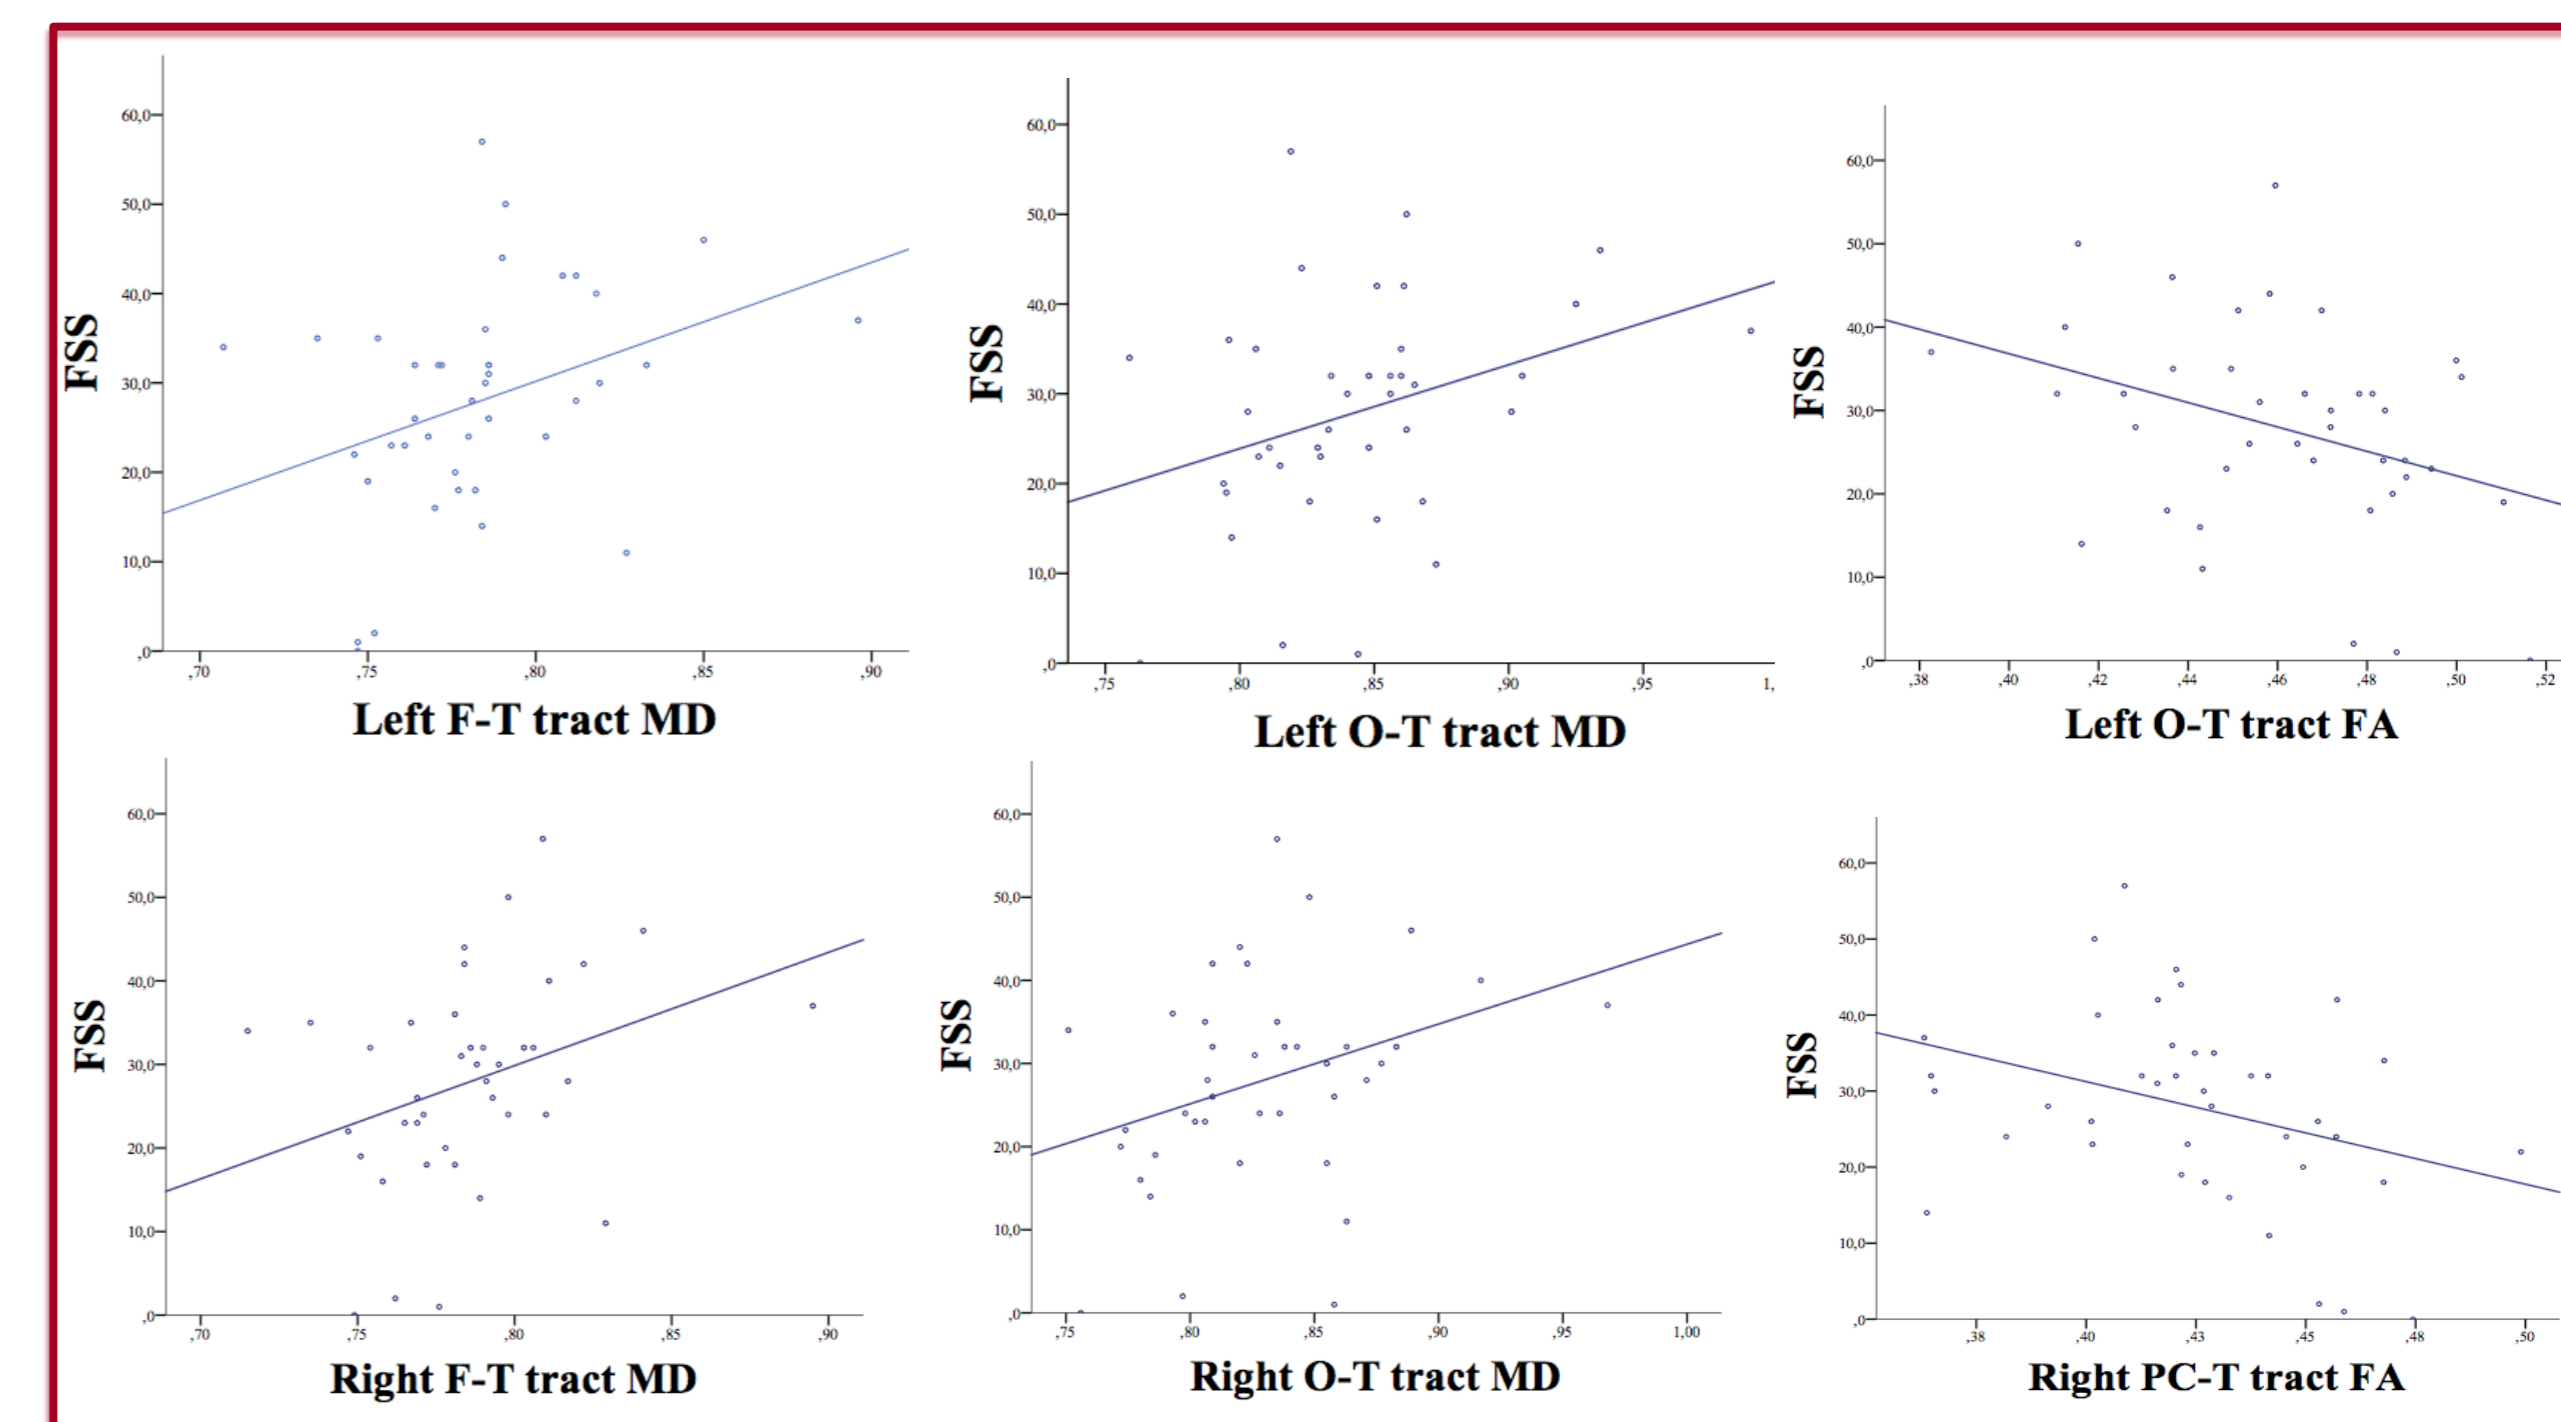 60,0
50,0
40,0
30,0
20,0
10,0
,0
FSS
,70 ,75 ,80 ,85 ,90
Left F-T tract MD
60,0
50,0
40,0
30,0
20,0
10,0
,0
FSS
,75 ,80 ,85 ,90 ,95 1,
Left O-T tract MD
60,0
50,0
40,0
30,0
20,0
10,0
,0
FSS
,38 ,40 ,42 ,44 ,46 ,48 ,50 ,52
Left O-T tract FA
60,0
50,0
40,0
30,0
20,0
10,0
,0
FSS
,70 ,75 ,80 ,85 ,90
Right F-T tract MD
60,0
50,0
40,0
30,0
20,0
10,0
,0
FSS
,75 ,80 ,85 ,90 ,95 1,00
Right O-T tract MD
60,0
50,0
40,0
30,0
20,0
10,0
,0
FSS
,38 ,40 ,43 ,45 ,48 ,50
Right PC-T tract FA